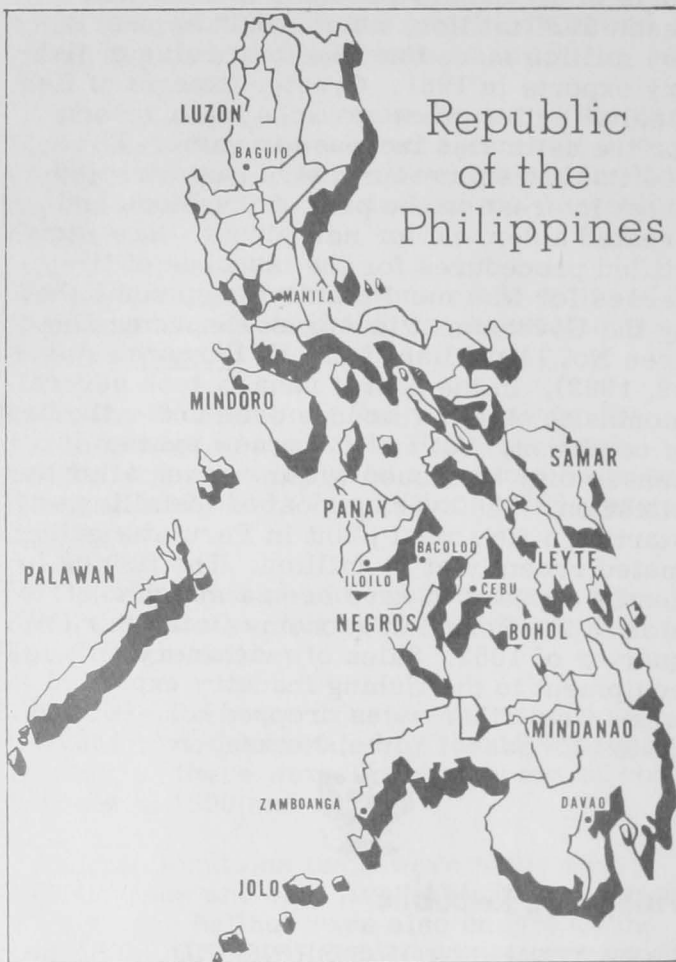 Republic
of the
Philippines
LUZON
BAGUIO
MANILA
MINDORO
SAMAR
PANAY
BACOLOD
ILOILO
CEBU
LEYTE
PALAWAN
NEGROS
BOHOL
MINDANAO
ZAMBOANGA
DAVAO
JOLO